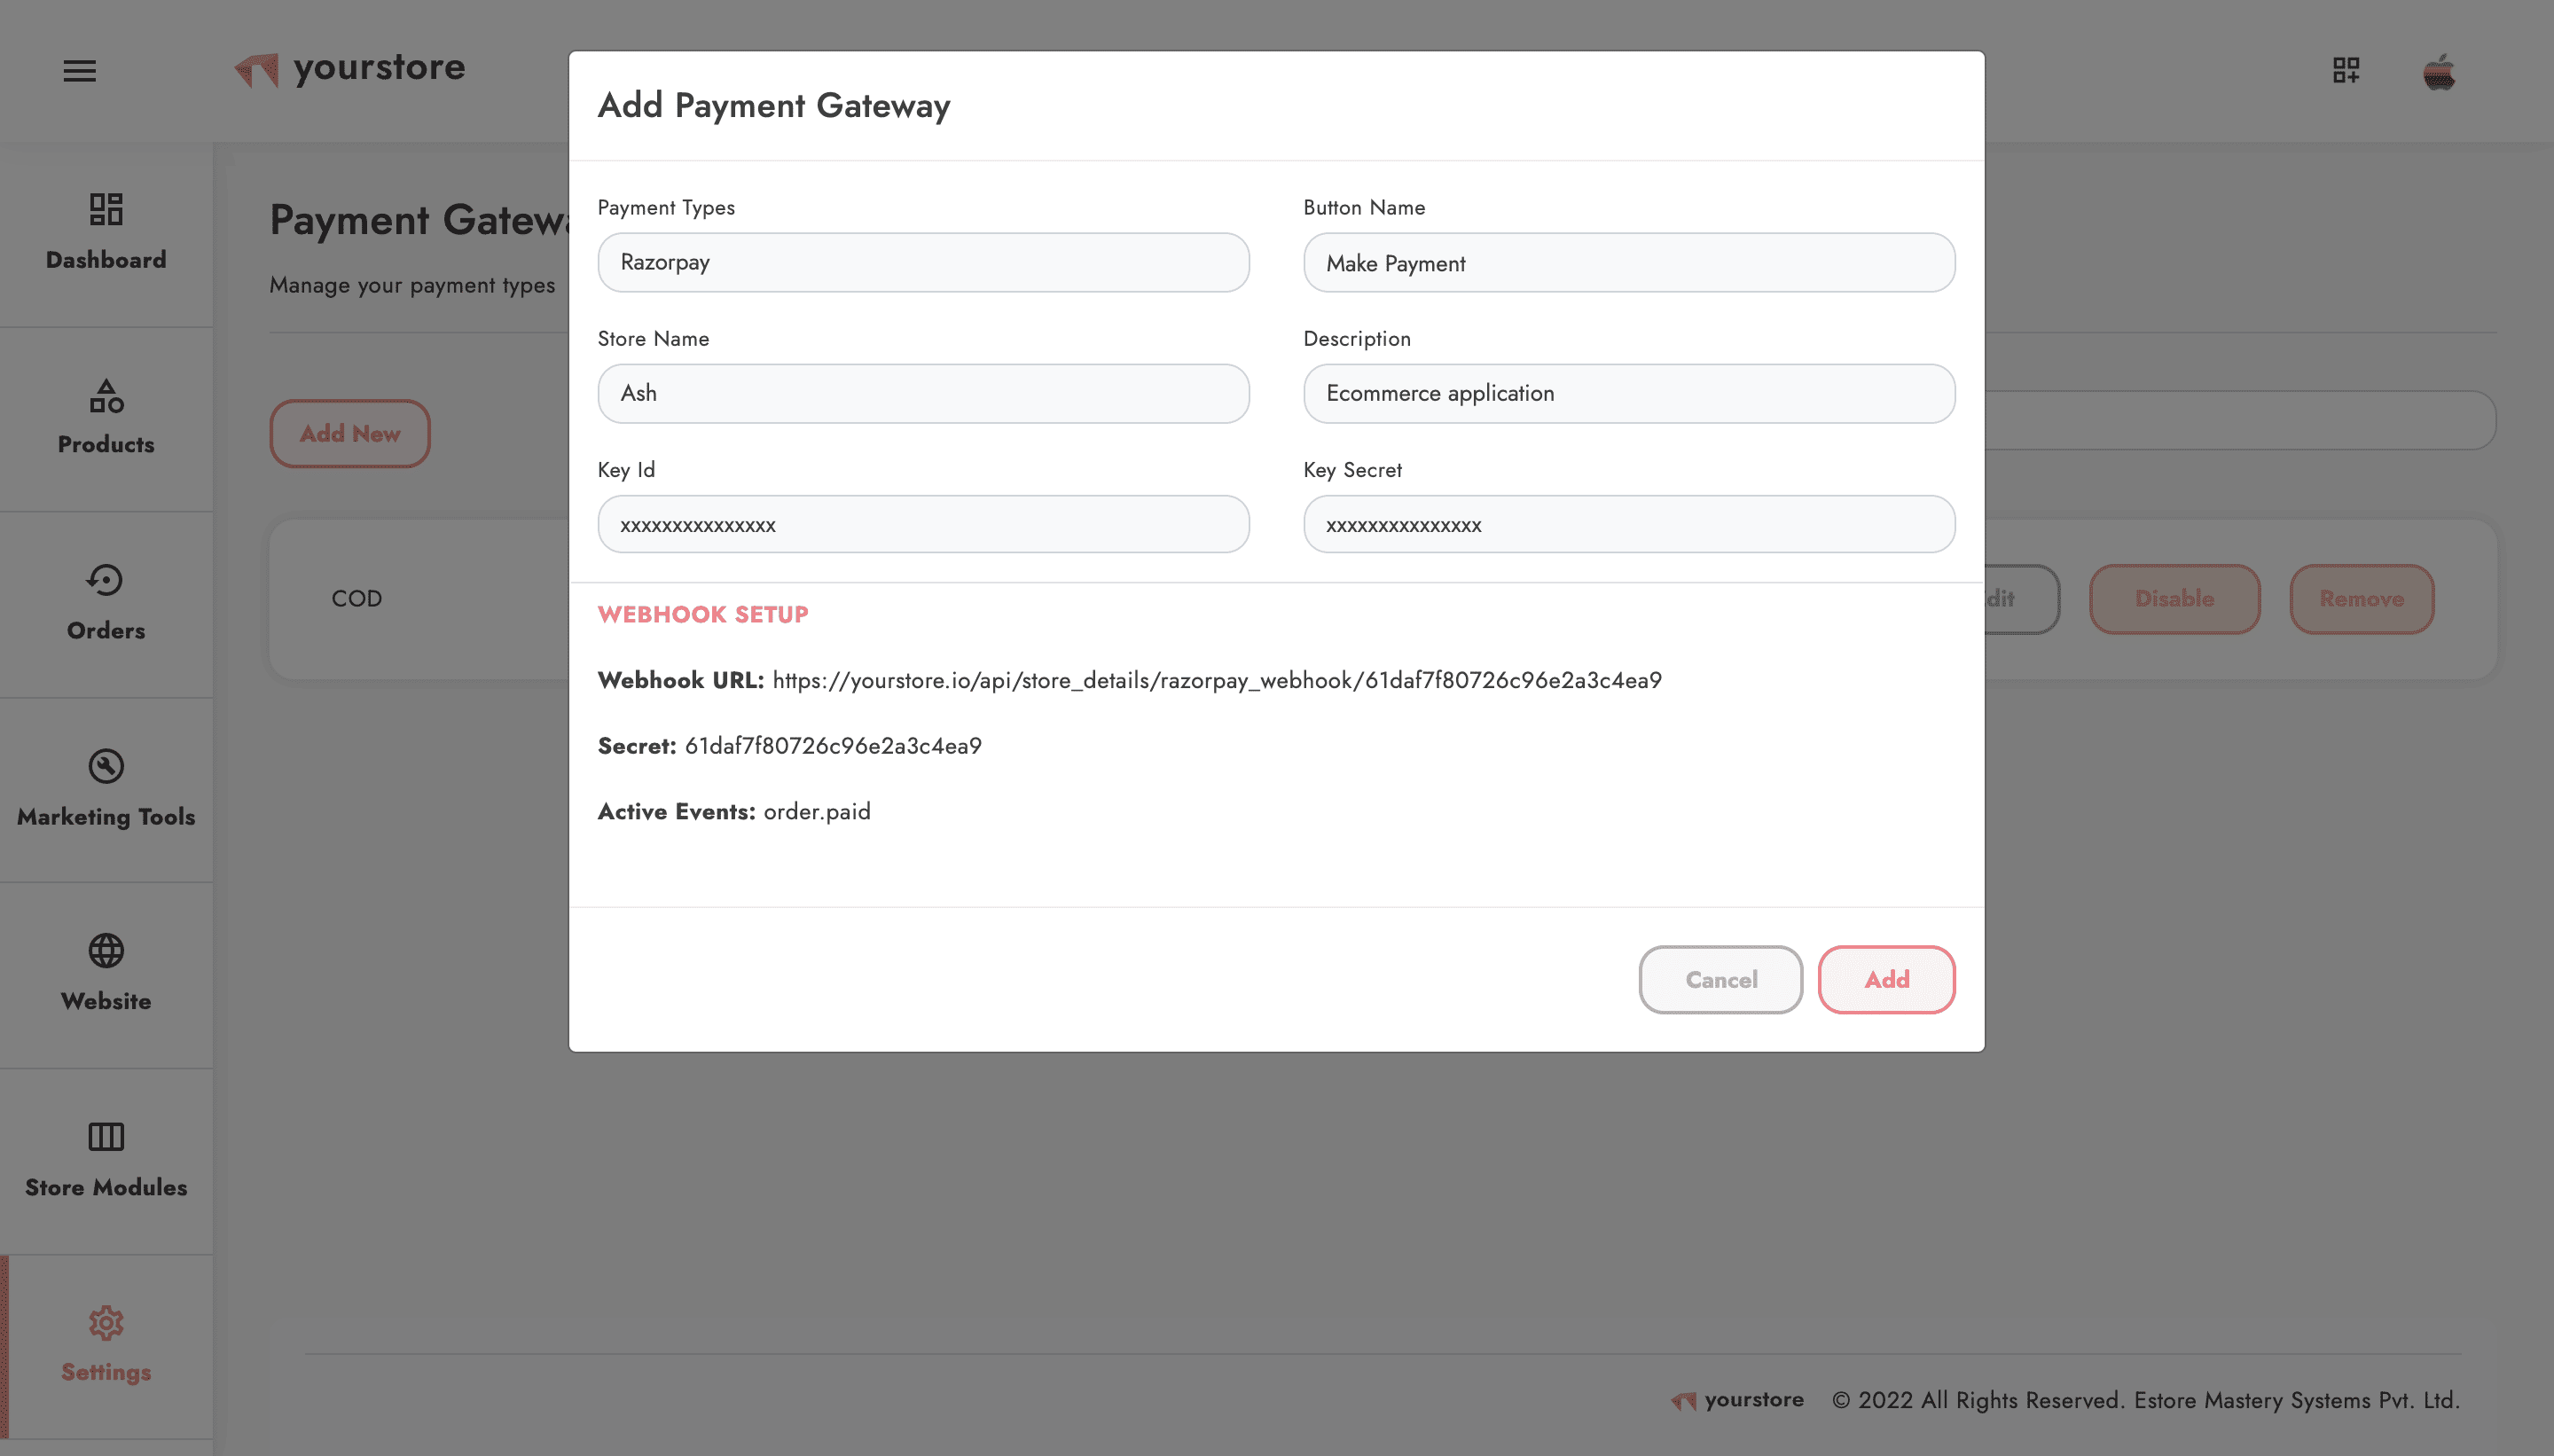 yourstore
Dashboard
Products
Orders
Marketing Tools
Website
Store Modules
Settings
Payment
Manage your payment types
Add New
COD
Disable
Remove
Add Payment Gateway
Payment Types
Button Name
Razorpay
Make Payment
Store Name
Description
Ash
Ecommerce application
Key Id
Key Secret
xxxxxxxxxxxxxxx
xxxxxxxxxxxxxxx
WEBHOOK SETUP
Webhook URL: https://yourstore.io/api/store_details/razorpay_webhook/61daf7f80726c96e2a3c4ea9
Secret: 61daf7f80726c96e2a3c4ea9
Active Events: order.paid
Cancel
Add
yourstore © 2022 All Rights Reserved. Estore Mastery Systems Pvt. Ltd.